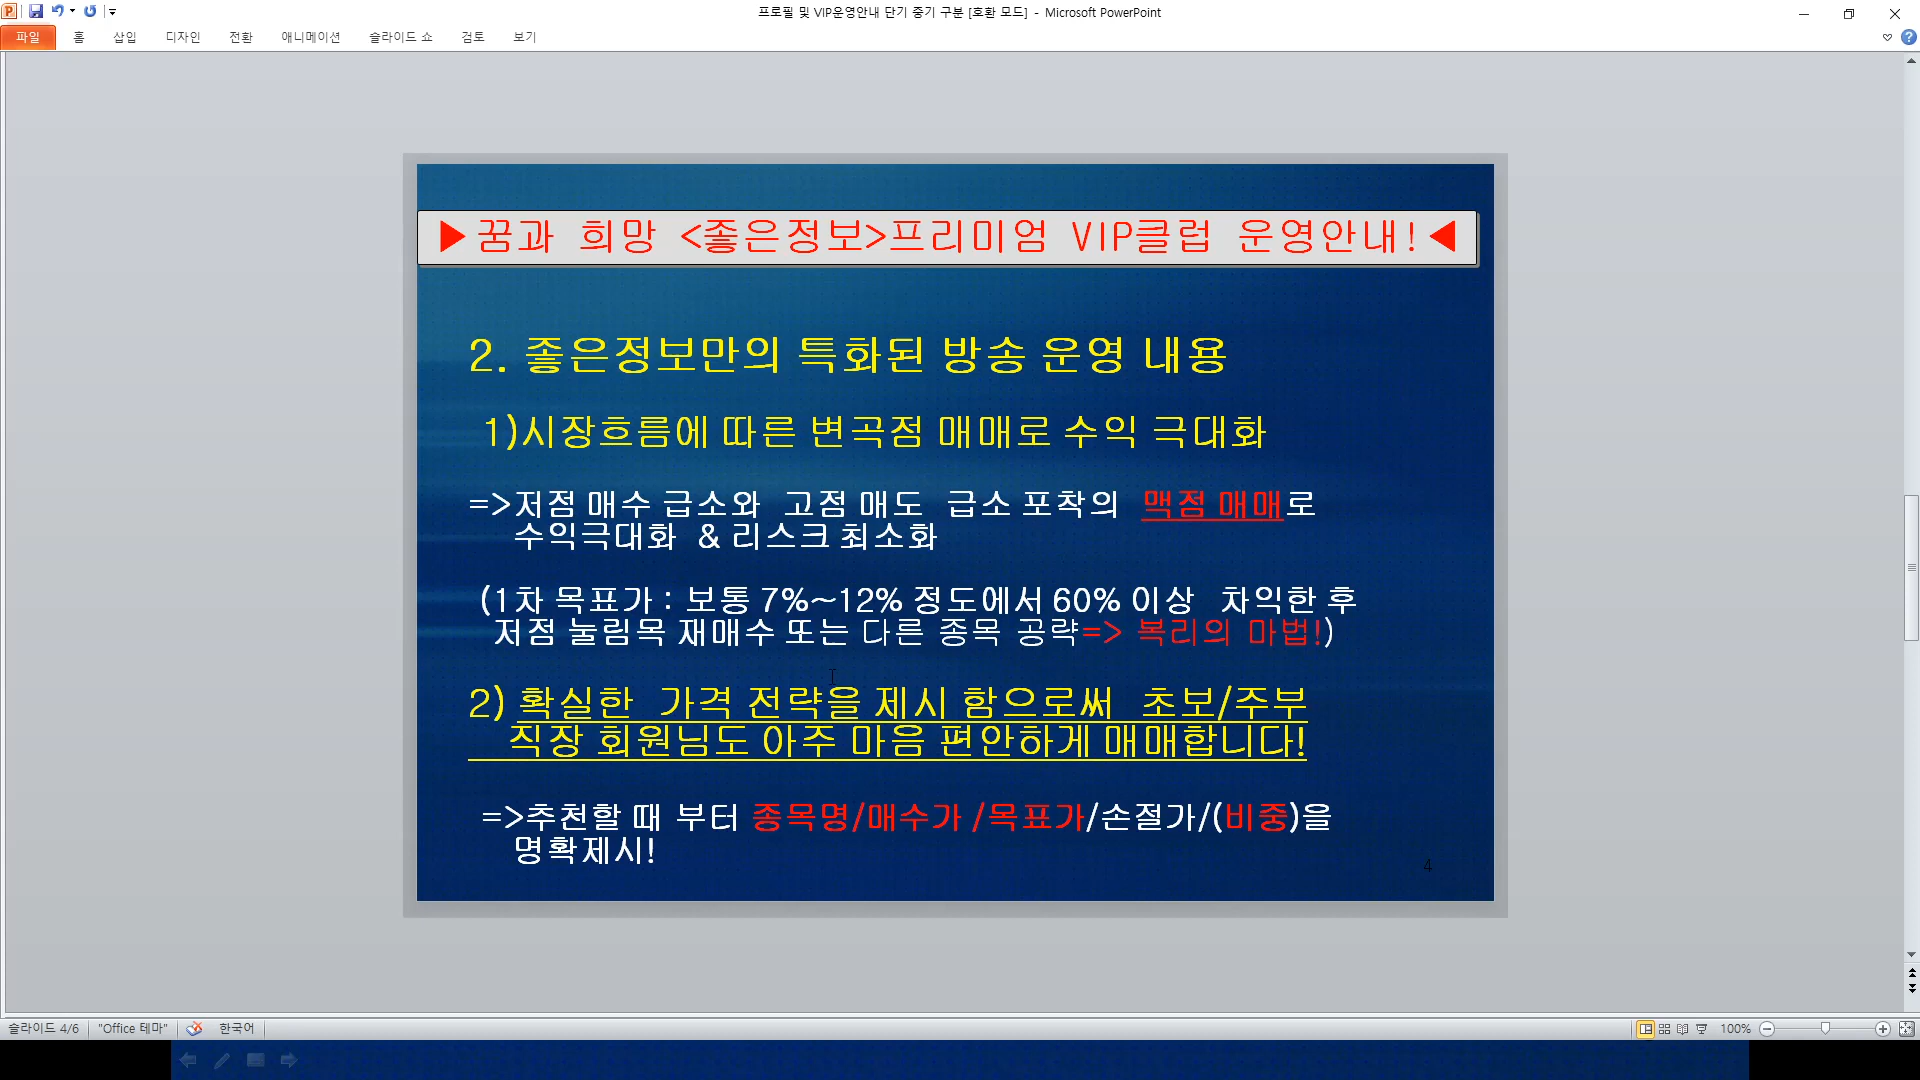 프로필 및 VIP운영안내 단기 중기 구분 [호환 모드] - Microsoft PowerPoint
파일 홈 삽입 디자인 전환 애니메이션 슬라이드 쇼 검토 보기
▶꿈과 희망 <좋은정보>프리미엄 VIP클럽 운영안내!◀
2. 좋은정보만의 특화된 방송 운영 내용
1)시장흐름에 따른 변곡점 매매로 수익 극대화
=>저점 매수 급소와 고점 매도 급소 포착의 맥점 매매로
수익극대화 & 리스크 최소화
(1차 목표가 : 보통 7%~12% 정도에서 60% 이상 차익한 후
저점 눌림목 재매수 또는 다른 종목 공략=> 복리의 마법!)
2) 확실한 가격 전략을 제시 함으로써 초보/주부
직장 회원님도 아주 마음 편안하게 매매합니다!
=>추천할 때 부터 종목명/매수가 /목표가/손절가/(비중)을
명확제시!
4
슬라이드 4/6 "Office 테마" 한국어 100%